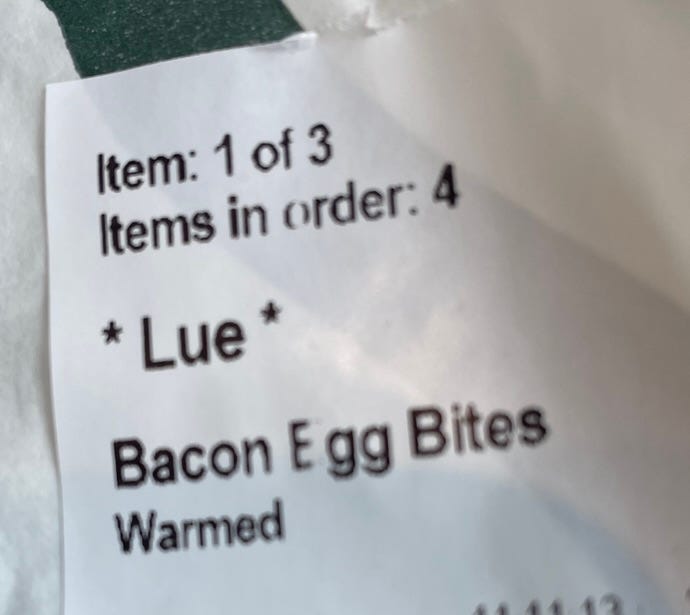 Item: 1 of 3
Items in order: 4
* Lue *
Bacon Egg Bites
Warmed